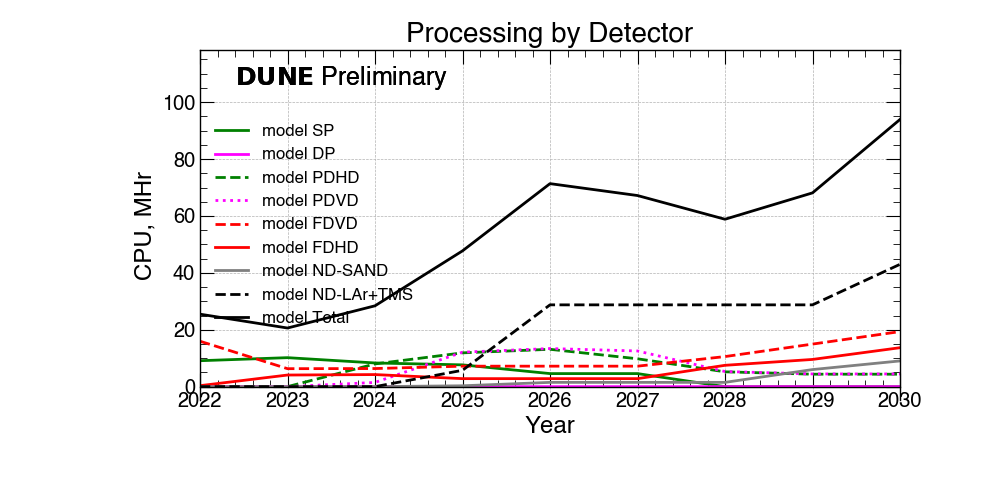 Processing by Detector
DUNE Preliminary
CPU, MHr
100
80
60
40
20
0
model SP
model DP
model PDHD
model PDVD
model FDVD
model FDHD
model ND-SAND
model ND-LAr+TMS
model Total
2022 2023 2024 2025 2026 2027 2028 2029 2030
Year